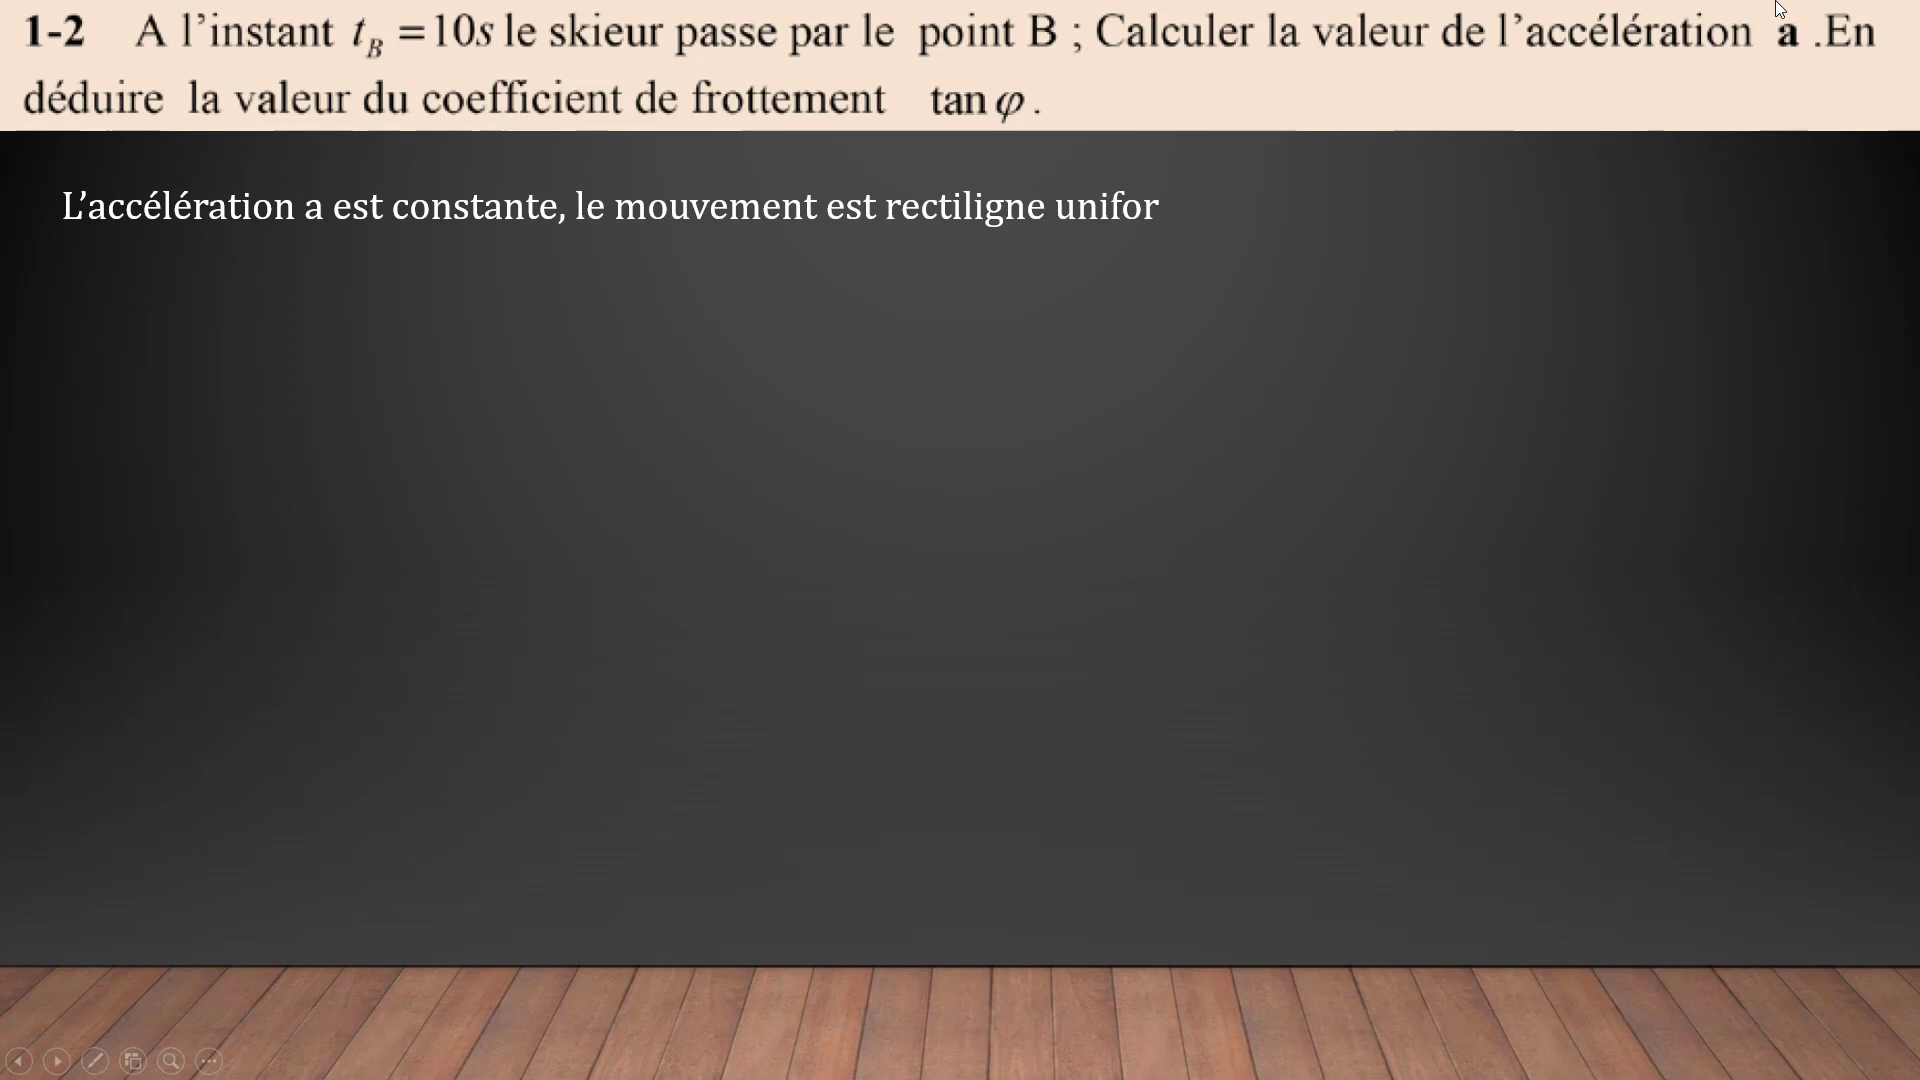 1-2 A l’instant t_B = 10s le skieur passe par le point B ; Calculer la valeur de l’accélération a .En
déduire la valeur du coefficient de frottement tan φ .
L’accélération a est constante, le mouvement est rectiligne unifor